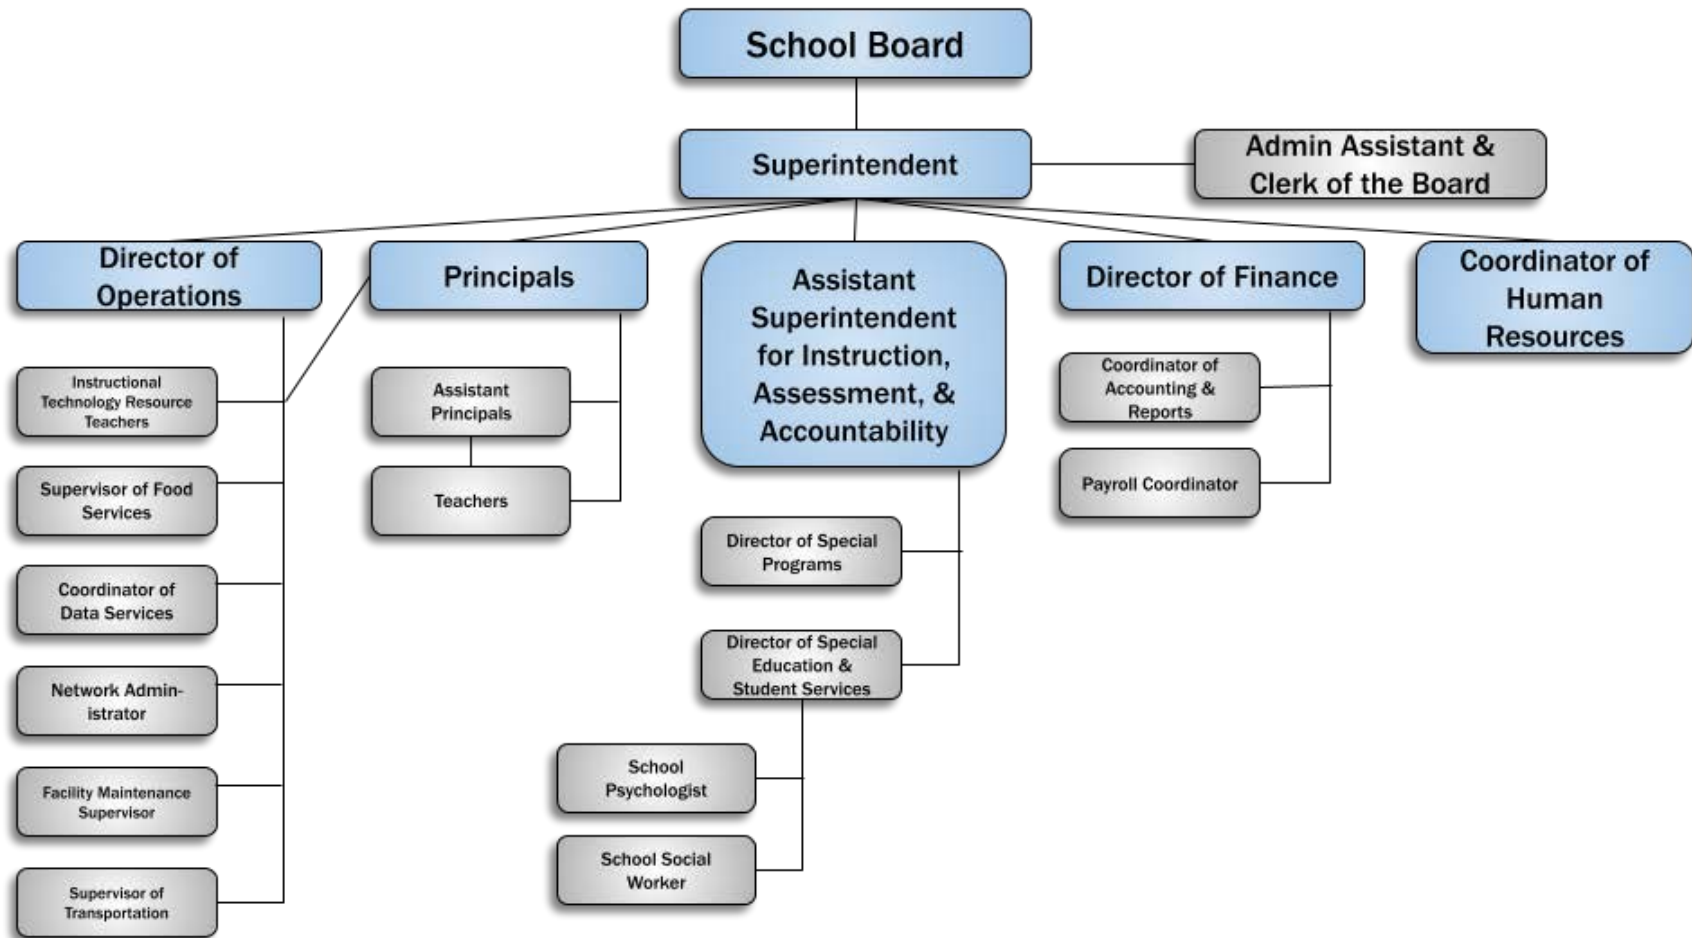 School Board
Superintendent
Admin Assistant &
Clerk of the Board
Director of
Operations
Principals
Assistant
Superintendent
for Instruction,
Assessment, &
Accountability
Director of Finance
Coordinator of
Human
Resources
Instructional
Technology Resource
Teachers
Supervisor of Food
Services
Coordinator of
Data Services
Network Admin-
istrator
Facility Maintenance
Supervisor
Supervisor of
Transportation
Assistant
Principals
Teachers
Director of Special
Programs
Director of Special
Education &
Student Services
School
Psychologist
School Social
Worker
Coordinator of
Accounting &
Reports
Payroll Coordinator